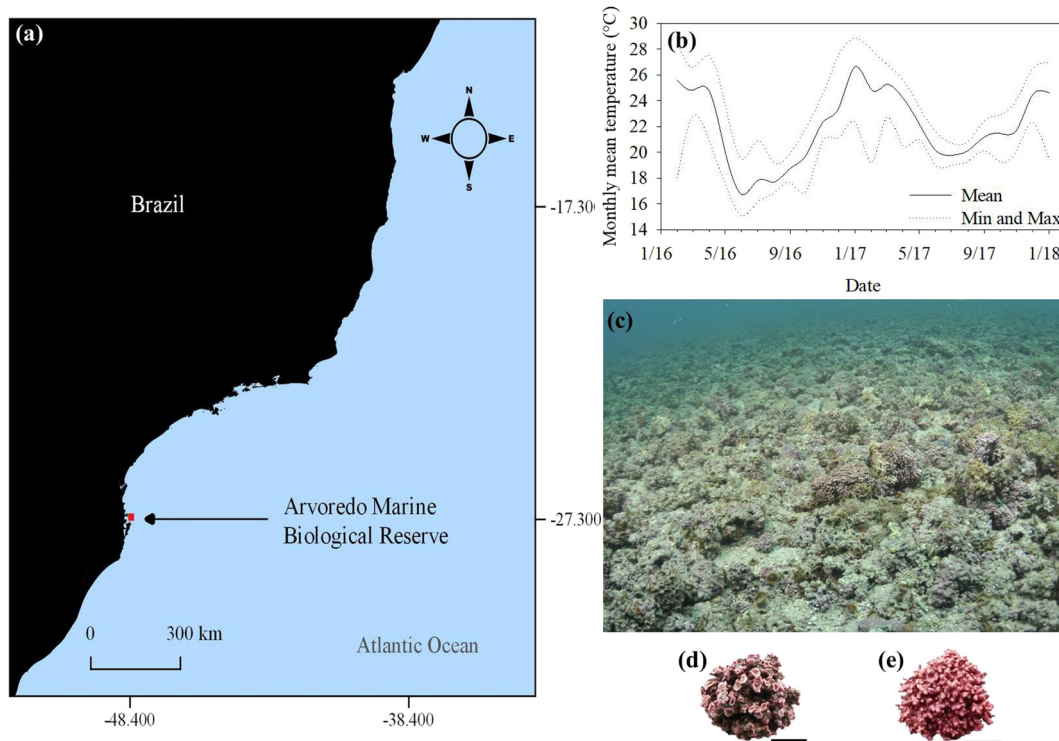 (a)
N
W
E
S
Brazil
-17.300
Arvoredo Marine
Biological Reserve
-27.300
0
300 km
Atlantic Ocean
-48.400
-38.400
(b)
Monthly mean temperature (°C)
30
28
26
24
22
20
18
16
14
Mean
Min and Max
1/16
5/16
9/16
1/17
5/17
9/17
1/18
Date
(c)
(d)
(e)